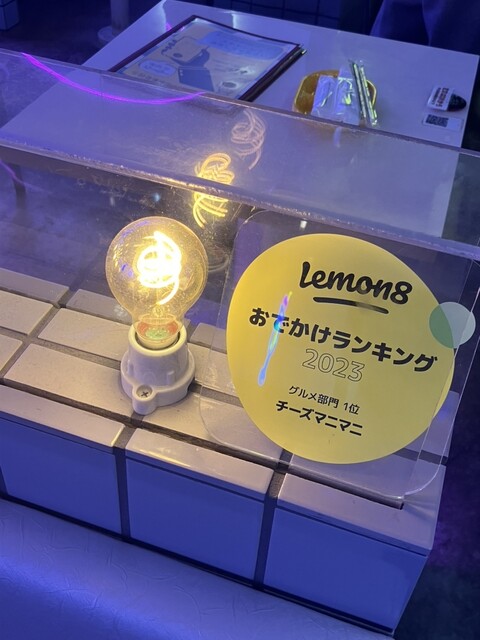 Lemon8
おでかけランキング
2023
グルメ部門 1位
チーズマニマニ